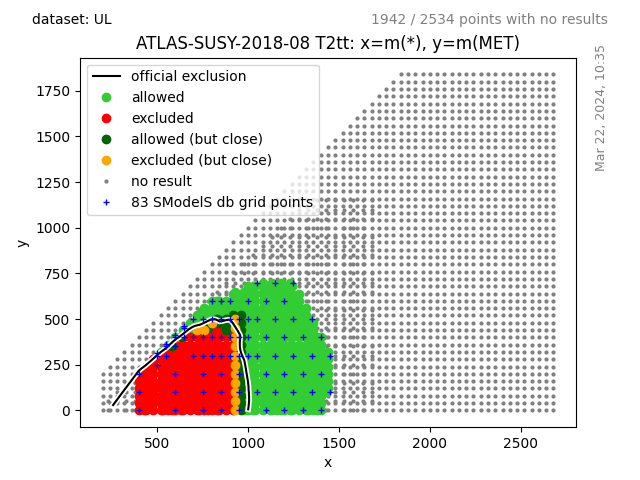 dataset: UL
1942 / 2534 points with no results
ATLAS-SUSY-2018-08 T2tt: x=m(*), y=m(MET)
Mar 22, 2024, 10:35
official exclusion
allowed
excluded
allowed (but close)
excluded (but close)
no result
83 SModelS db grid points
1750
1500
1250
1000
750
500
250
0
y
500
1000
1500
2000
2500
x